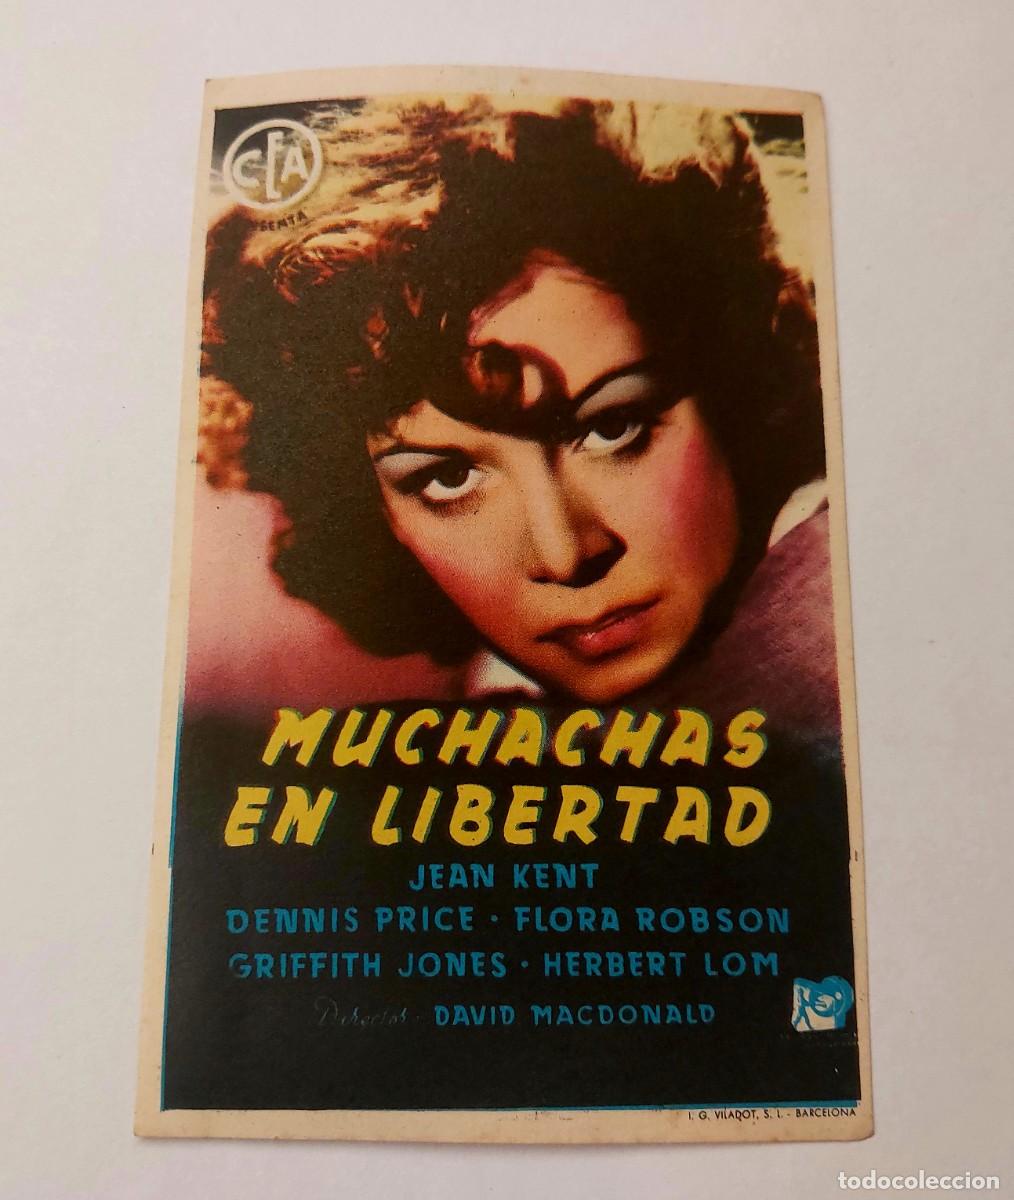 CEA
MUCHACHAS
EN LIBERTAD
JEAN KENT
DENNIS PRICE · FLORA ROBSON
GRIFFITH JONES · HERBERT LOM
Director - DAVID MACDONALD
I. G. VILADOT, S. L. - BARCELONA
todocoleccion